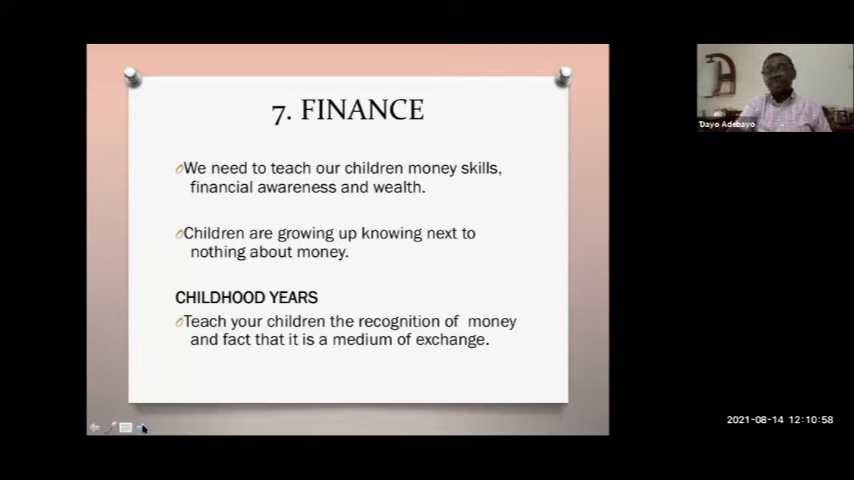 7. FINANCE
We need to teach our children money skills,
financial awareness and wealth.
Children are growing up knowing next to
nothing about money.
CHILDHOOD YEARS
Teach your children the recognition of  money
and fact that it is a medium of exchange.
Dayo Adebayo
2021-08-14 12:10:58